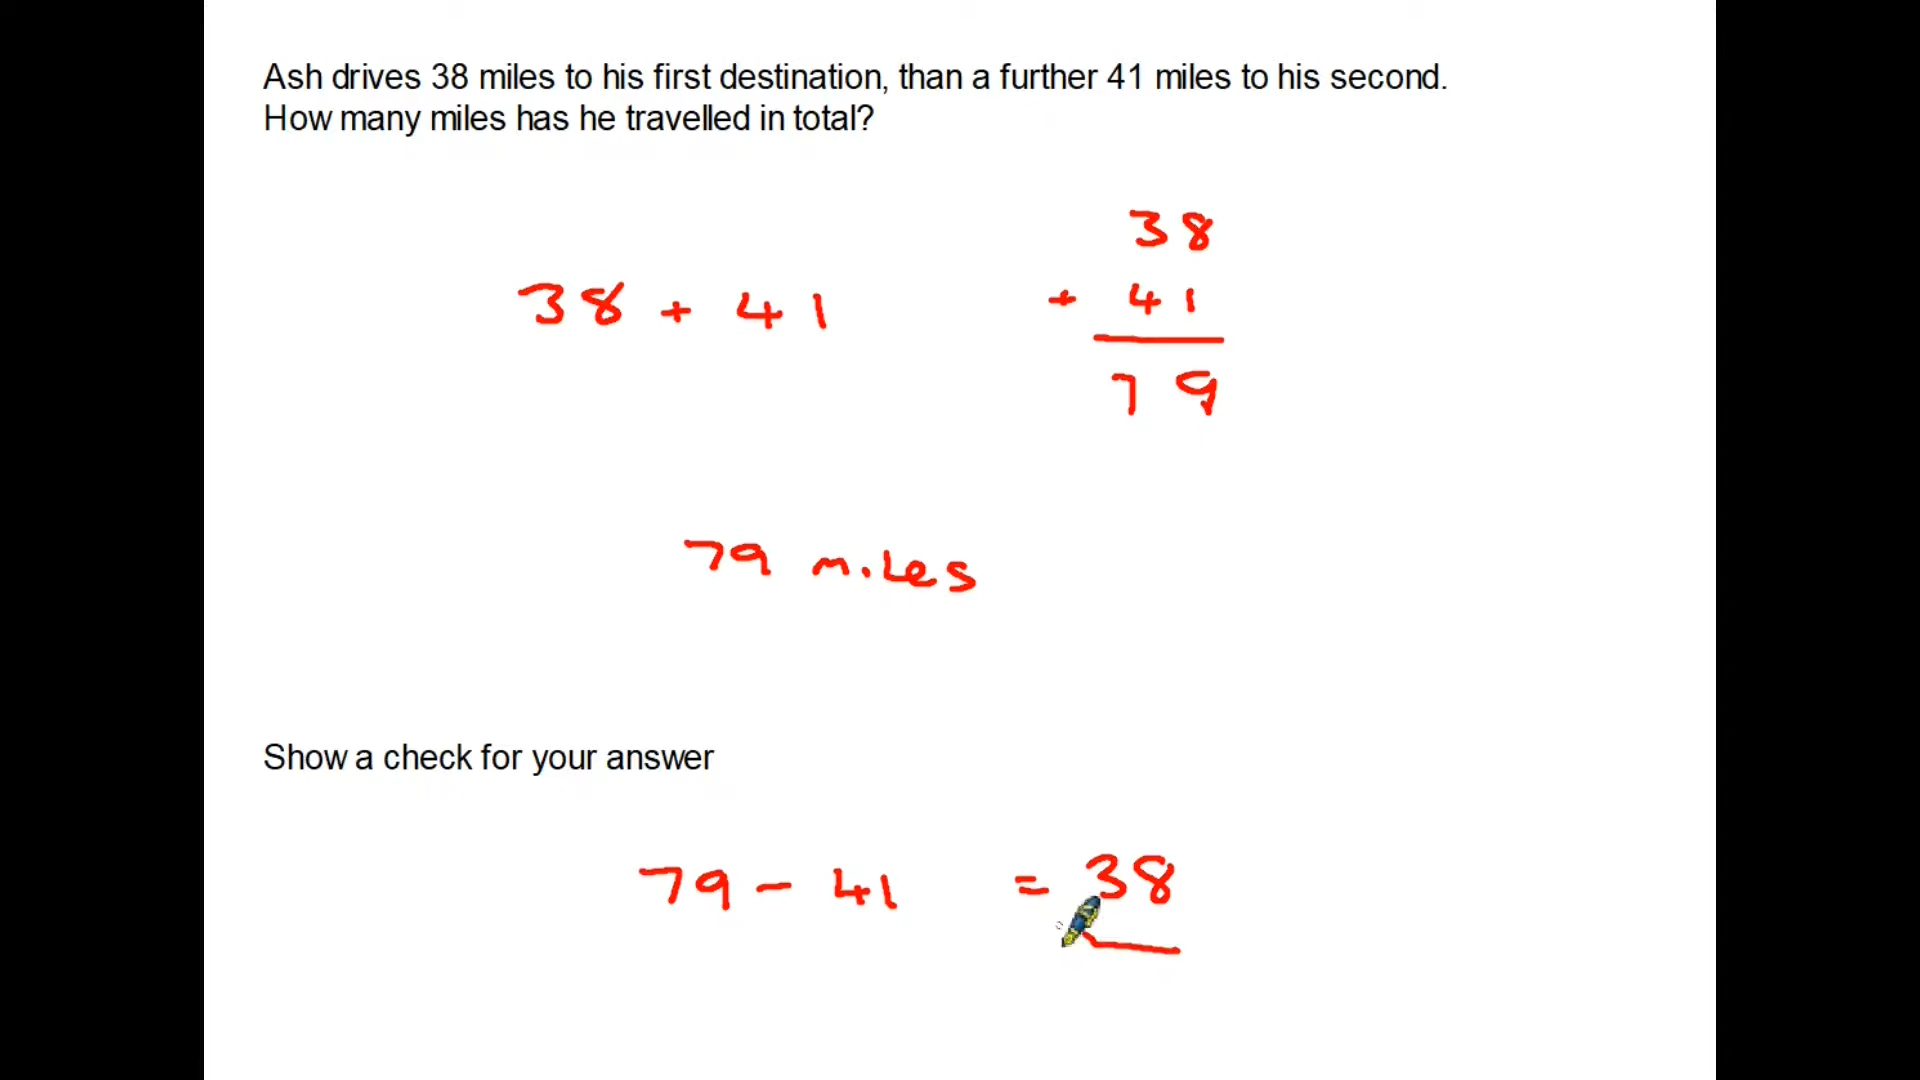 Ash drives 38 miles to his first destination, than a further 41 miles to his second.
How many miles has he travelled in total?
38 + 41
38
+ 41
79
79 miles
Show a check for your answer
79 - 41 = 38